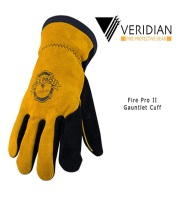 VERIDIAN
FIRE PROTECTIVE GEAR
Fire Pro II
Gauntlet Cuff